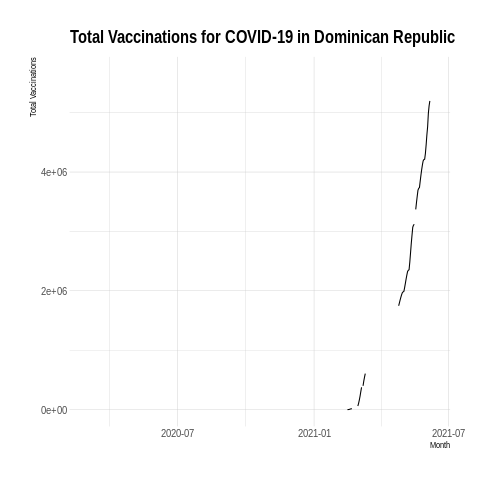 Total Vaccinations for COVID-19 in Dominican Republic
Total Vaccinations
4e+06
2e+06
0e+00
2020-07
2021-01
2021-07
Month